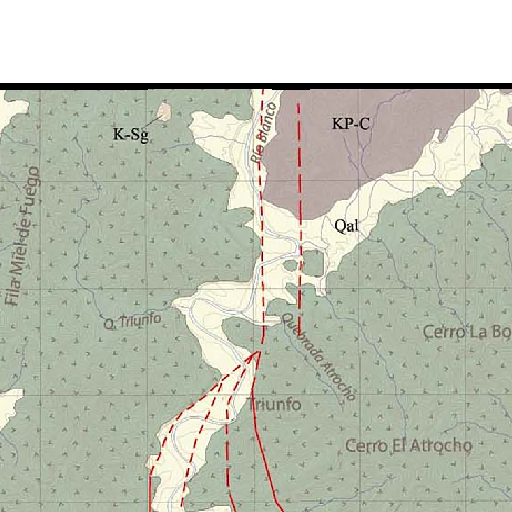 K-Sg.
Río Blanco
KP-C
Fila Miel de Fuego
Qal
Q. Triunfo
Quebrada Atrocho
Cerro La Bo
Triunfo
Cerro El Atrocho